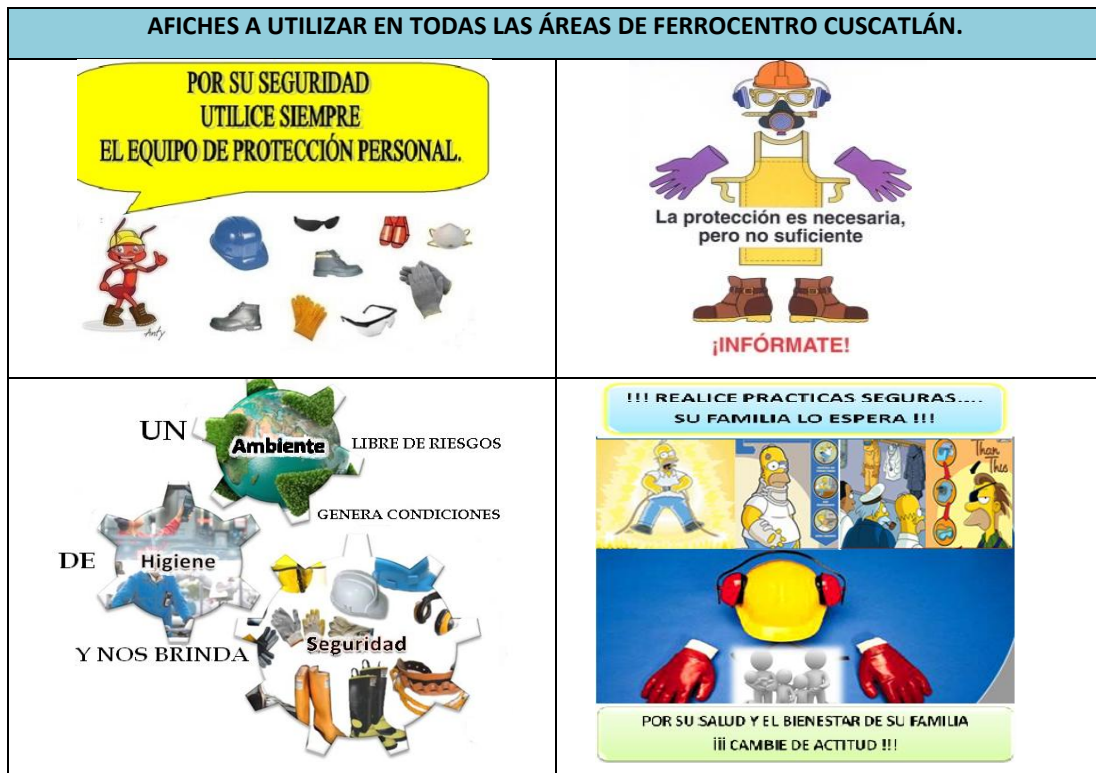 AFICHES A UTILIZAR EN TODAS LAS ÁREAS DE FERROCENTRO CUSCATLÁN.
POR SU SEGURIDAD
UTILICE SIEMPRE
EL EQUIPO DE PROTECCIÓN PERSONAL.
Anty
La protección es necesaria,
pero no suficiente
¡INFÓRMATE!
UN
Ambiente
LIBRE DE RIESGOS
GENERA CONDICIONES
DE
Higiene
Y NOS BRINDA
Seguridad
!!! REALICE PRACTICAS SEGURAS....
SU FAMILIA LO ESPERA !!!
Than
This
POR SU SALUD Y EL BIENESTAR DE SU FAMILIA
¡¡¡ CAMBIE DE ACTITUD !!!